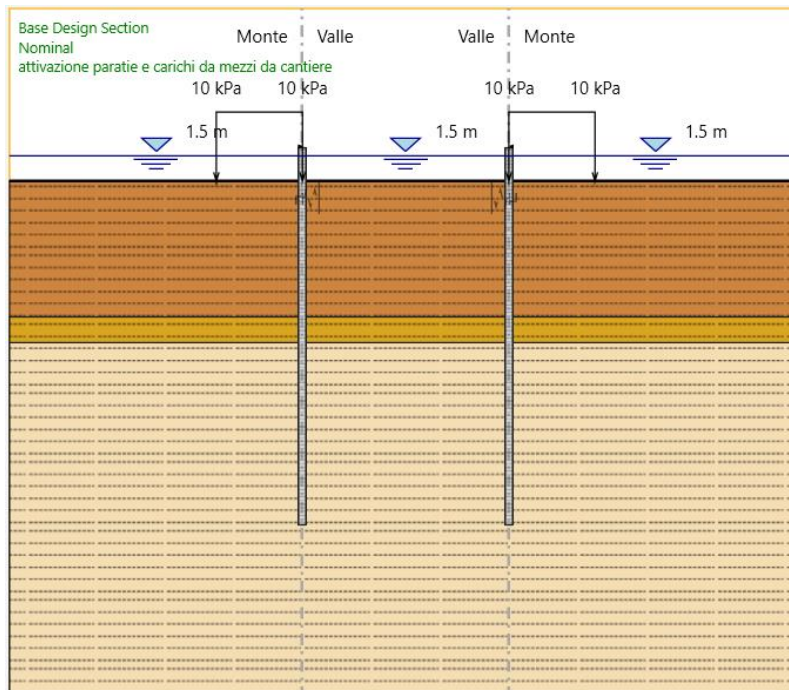 Base Design Section
Nominal
attivazione paratie e carichi da mezzi da cantiere
Monte Valle Valle Monte
10 kPa 10 kPa 10 kPa 10 kPa
1.5 m 1.5 m 1.5 m